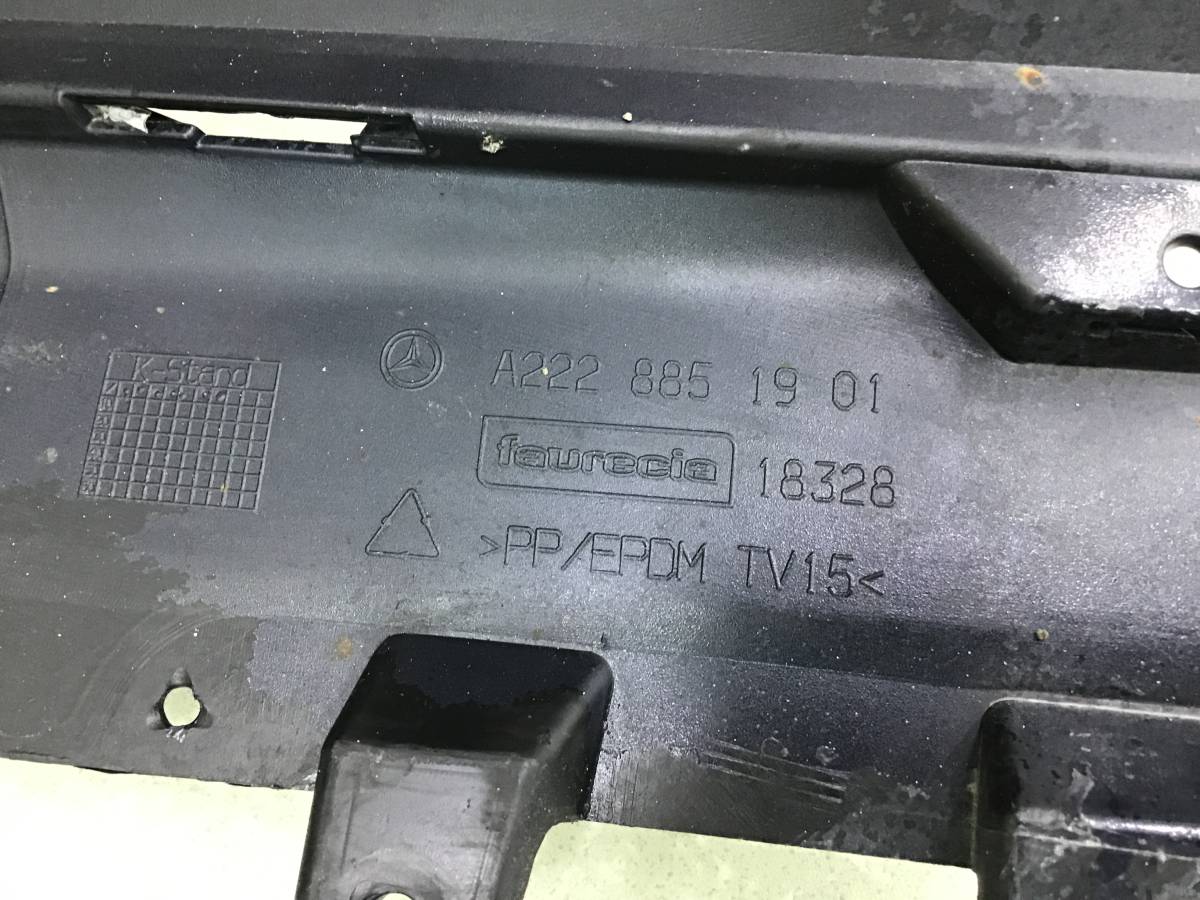 K-Stand
A222 885 19 01
faurecia 18328
>PP/EPDM TV15<